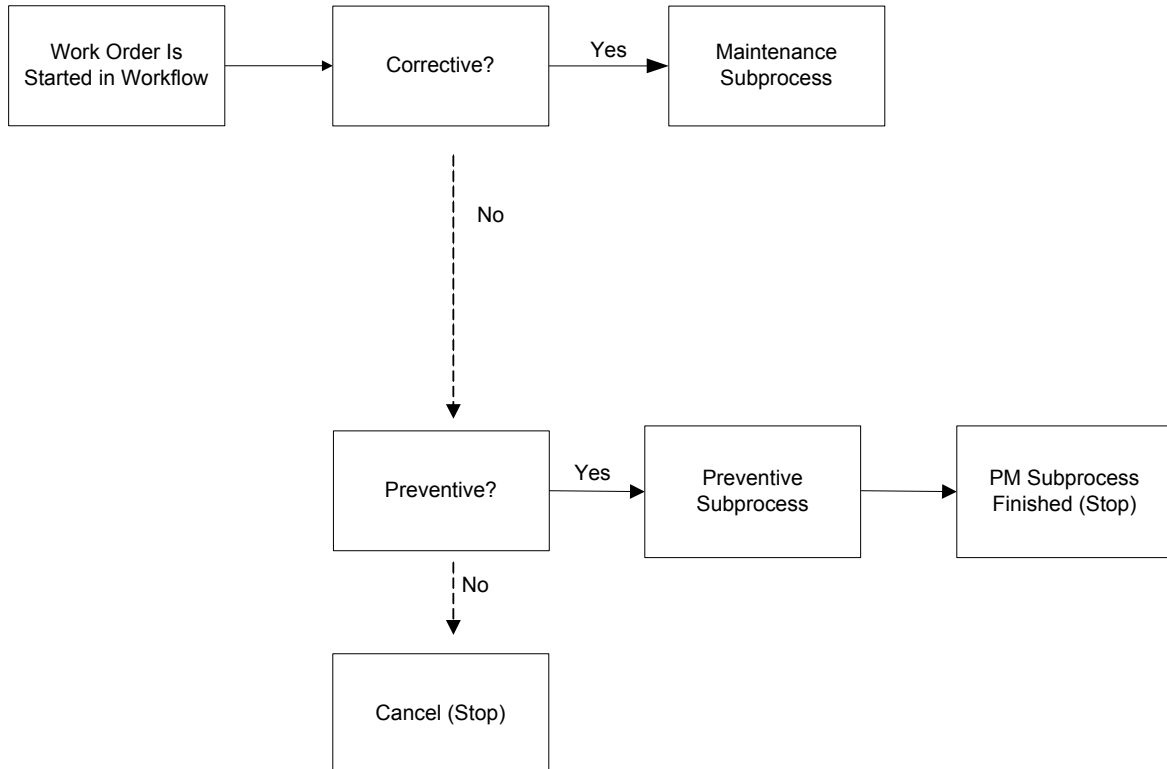 Work Order Is
Started in Workflow
Corrective?
Yes
Maintenance
Subprocess
No
Preventive?
Yes
Preventive
Subprocess
PM Subprocess
Finished (Stop)
No
Cancel (Stop)